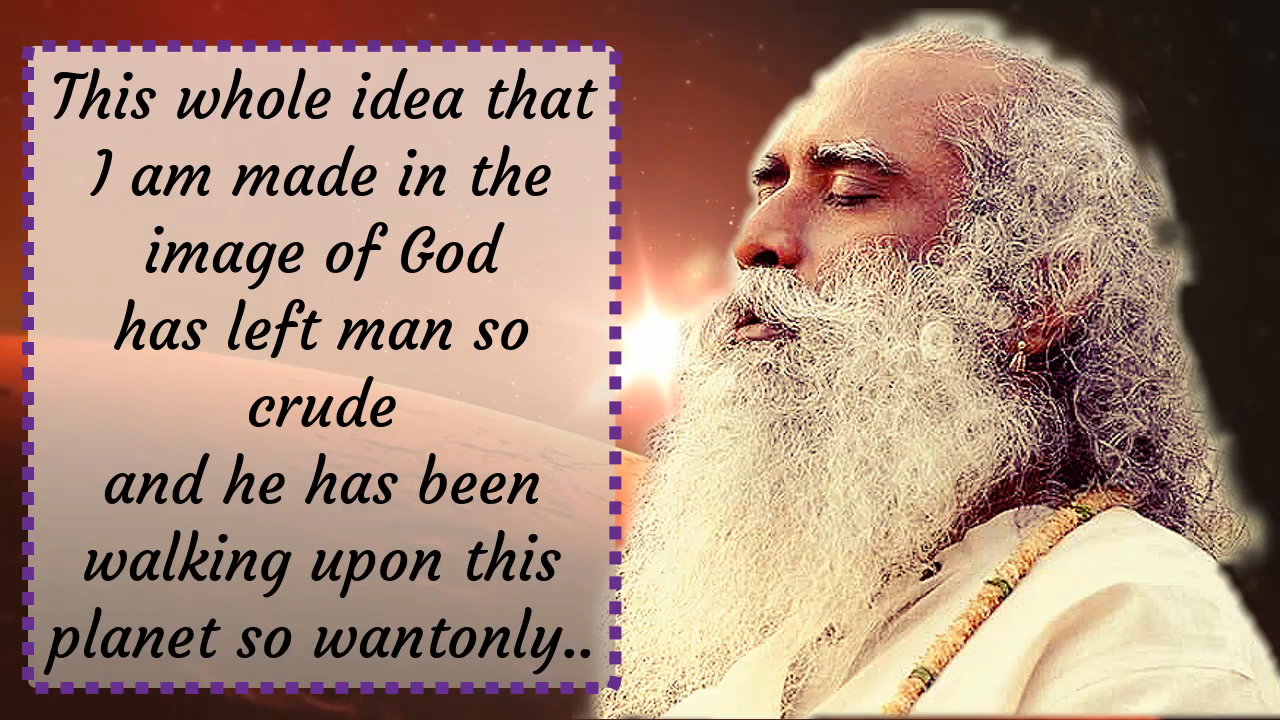 This whole idea that
I am made in the
image of God
has left man so
crude
and he has been
walking upon this
planet so wantonly..